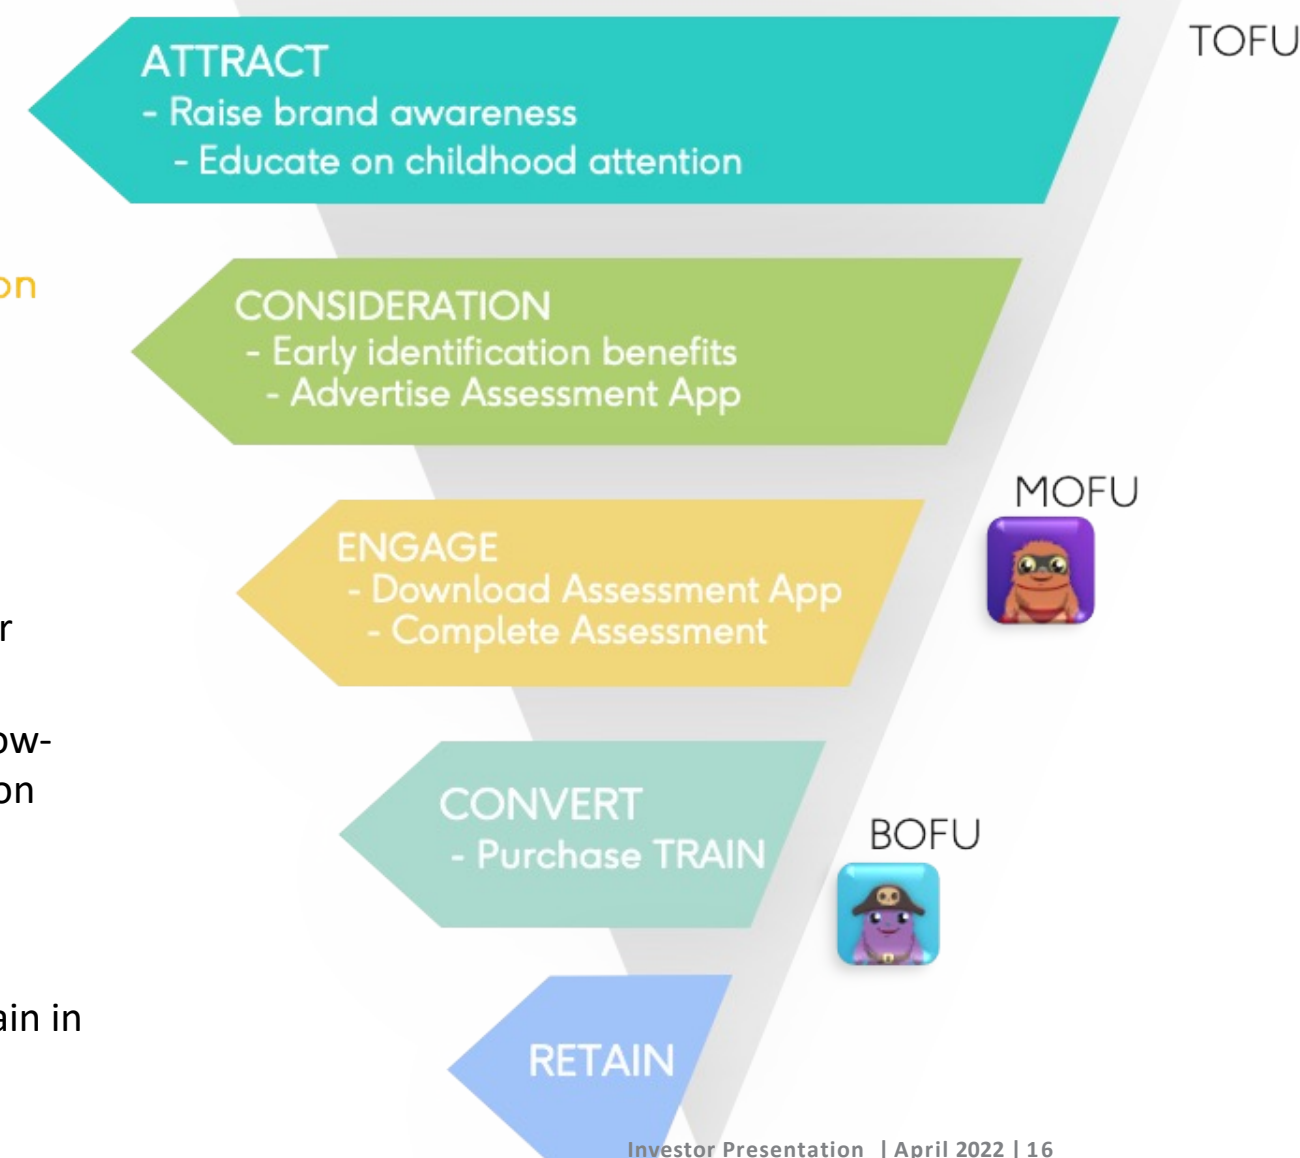 TOFU
ATTRACT
- Raise brand awareness
- Educate on childhood attention
on
CONSIDERATION
- Early identification benefits
- Advertise Assessment App
MOFU
ENGAGE
- Download Assessment App
- Complete Assessment
r
ow-
on
CONVERT
- Purchase TRAIN
BOFU
ain in
RETAIN
Investor Presentation | April 2022 | 16